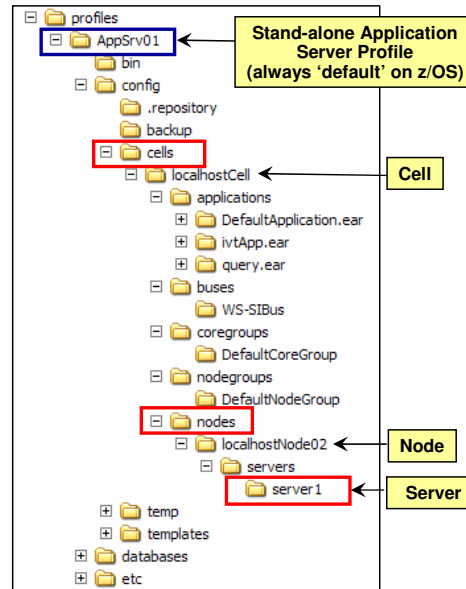 profiles
AppSrv01
Stand-alone Application
Server Profile
(always ‘default’ on z/OS)
bin
config
.repository
backup
cells
localhostCell
Cell
applications
DefaultApplication.ear
ivtApp.ear
query.ear
buses
WS-SIBus
coregroups
DefaultCoreGroup
nodegroups
DefaultNodeGroup
nodes
localhostNode02
Node
servers
server1
Server
temp
templates
databases
etc